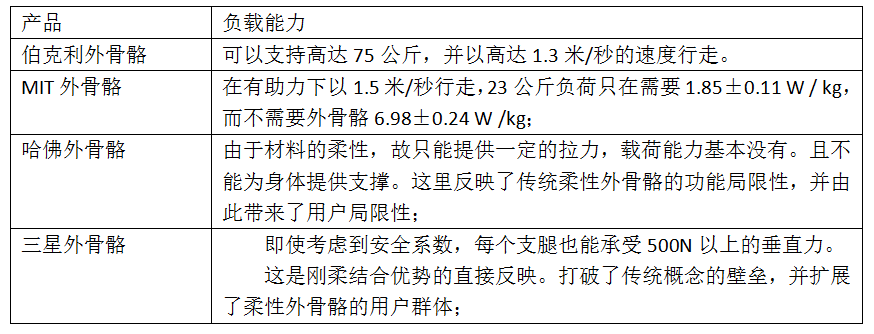 产品 负载能力
伯克利外骨骼 可以支持高达 75 公斤，并以高达 1.3 米/秒的速度行走。
MIT 外骨骼 在有助力下以 1.5 米/秒行走，23 公斤负荷只在需要 1.85±0.11 W / kg，
而不需要外骨骼 6.98±0.24 W /kg；
哈佛外骨骼 由于材料的柔性，故只能提供一定的拉力，载荷能力基本没有。且不
能为身体提供支撑。这里反映了传统柔性外骨骼的功能局限性，并由
此带来了用户局限性；
三星外骨骼 即使考虑到安全系数，每个支腿也能承受 500N 以上的垂直力。
这是刚柔结合优势的直接反映。打破了传统概念的壁垒，并扩展
了柔性外骨骼的用户群体；